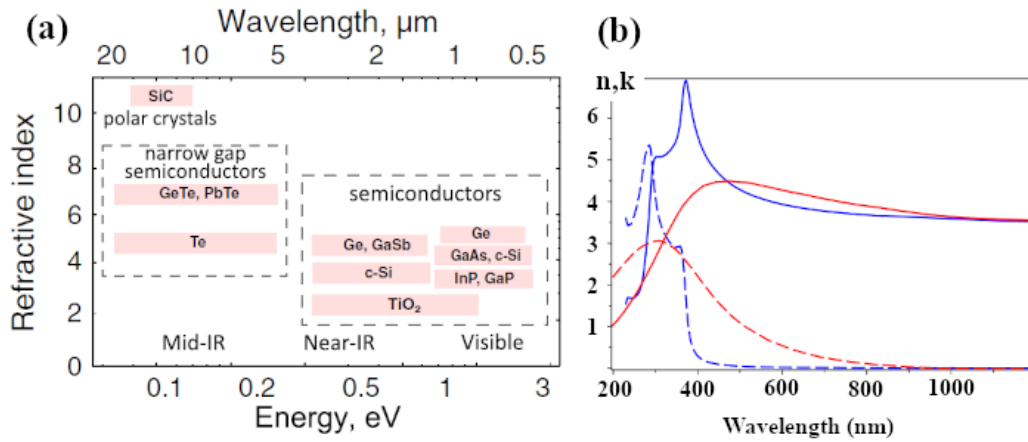 (a)
Wavelength, µm
20 10 5 2 1 0.5
Refractive index
10
8
6
4
2
0
SiC
polar crystals
narrow gap
semiconductors
GeTe, PbTe
Te
semiconductors
Ge
Ge, GaSb
GaAs, c-Si
c-Si
InP, GaP
TiO₂
Mid-IR Near-IR Visible
0.1 0.2 0.5 1 3
Energy, eV
(b)
n,k
6
5
4
3
2
1
200 400 600 800 1000
Wavelength (nm)